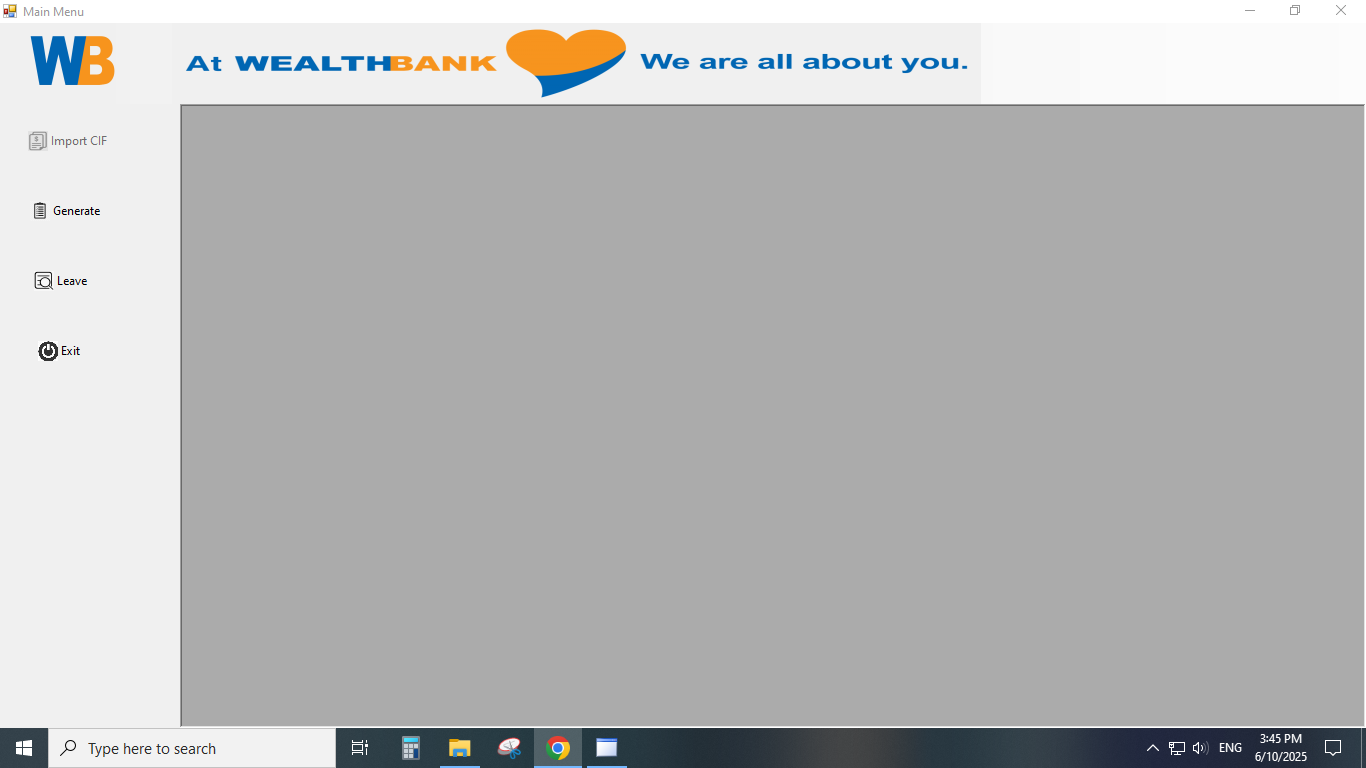 Main Menu
WB
At WEALTHBANK We are all about you.
Import CIF
Generate
Leave
Exit
Type here to search
ENG
3:45 PM
6/10/2025